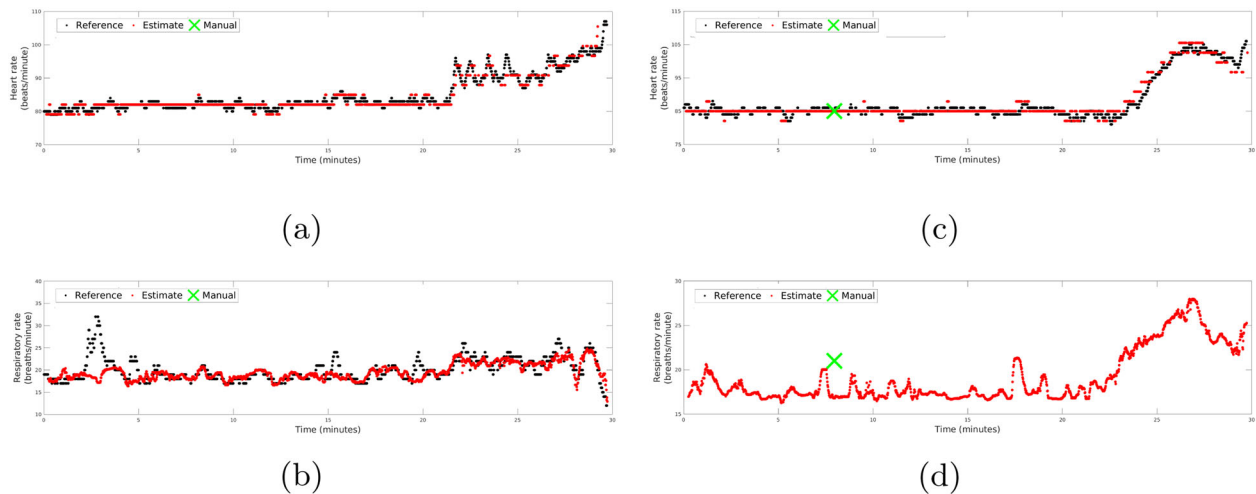 Reference Estimate Manual
110
100
90
80
70
Heart rate
(beats/minute)
0 5 10 15 20 25 30
Time (minutes)
(a)
Reference Estimate Manual
115
105
95
85
75
Heart rate
(beats/minute)
0 5 10 15 20 25 30
Time (minutes)
(c)
Reference Estimate Manual
40
35
30
25
20
15
10
Respiratory rate
(breaths/minute)
0 5 10 15 20 25 30
Time (minutes)
(b)
Reference Estimate Manual
30
25
20
15
Respiratory rate
(breaths/minute)
0 5 10 15 20 25 30
Time (minutes)
(d)